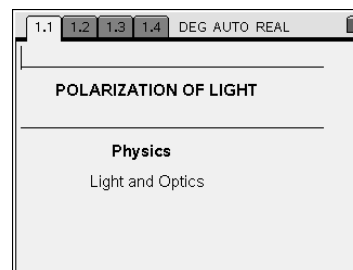 1.1 1.2 1.3 1.4 DEG AUTO REAL
POLARIZATION OF LIGHT
Physics
Light and Optics